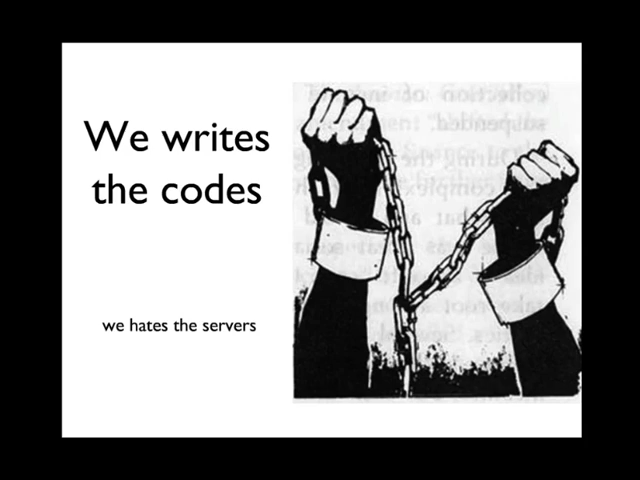 We writes
the codes
we hates the servers